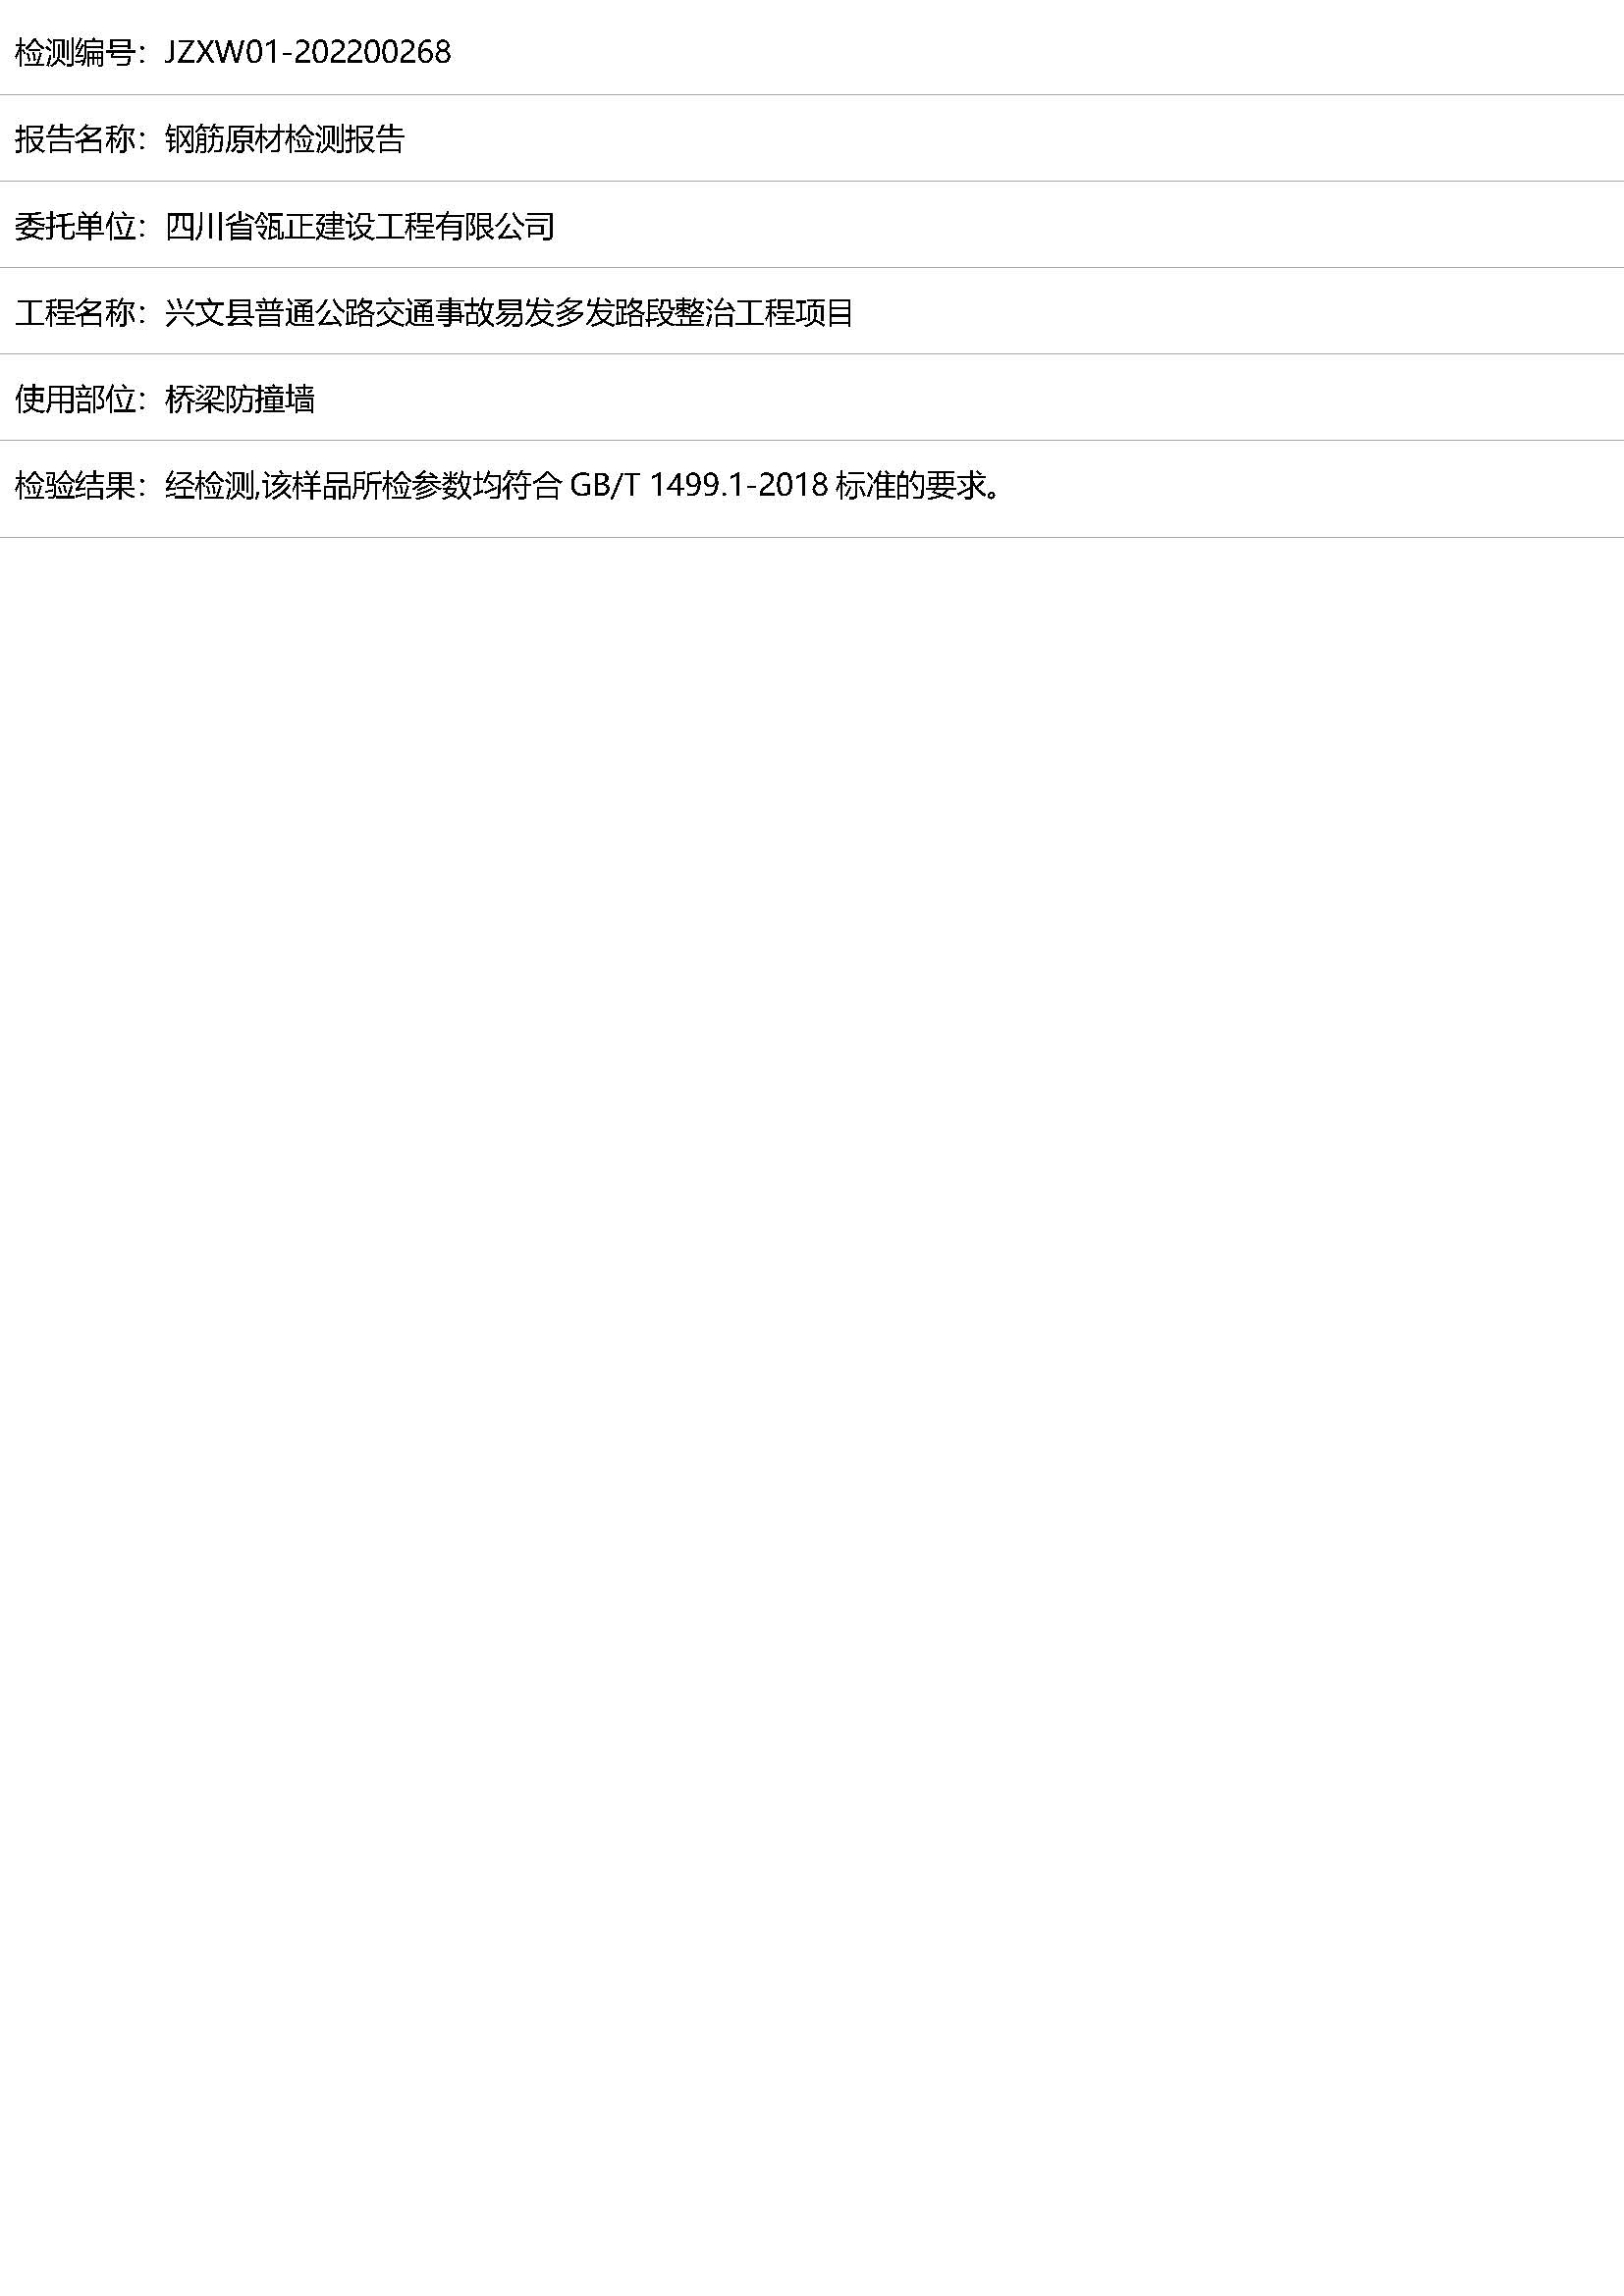 检测编号：JZXW01-202200268
报告名称：钢筋原材检测报告
委托单位：四川省瓴正建设工程有限公司
工程名称：兴文县普通公路交通事故易发多发路段整治工程项目
使用部位：桥梁防撞墙
检验结果：经检测,该样品所检参数均符合 GB/T 1499.1-2018 标准的要求。